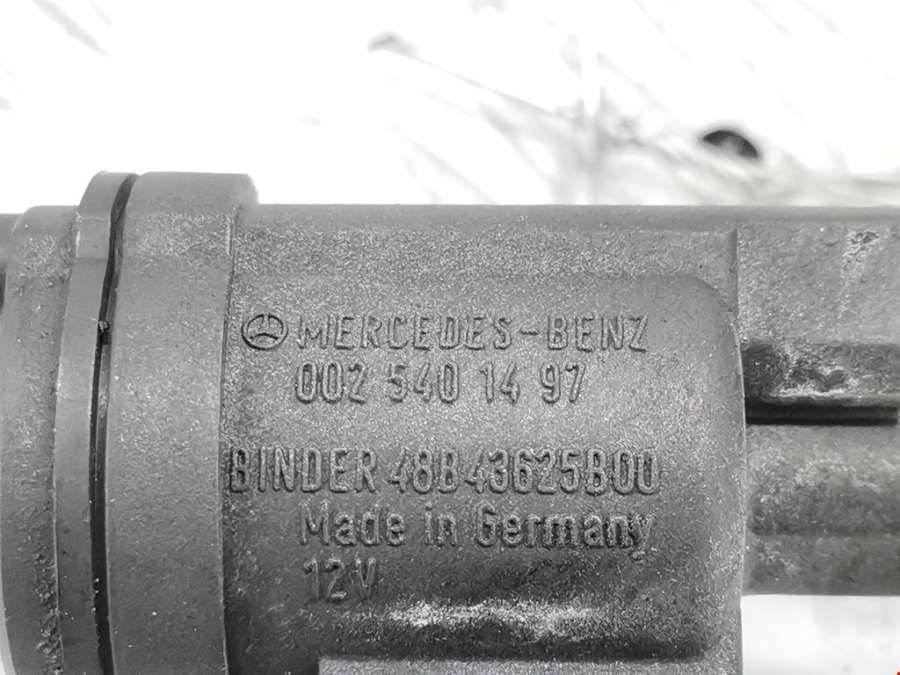 MERCEDES-BENZ
002 540 14 97
BINDER 48B43625B00
Made in Germany
12V